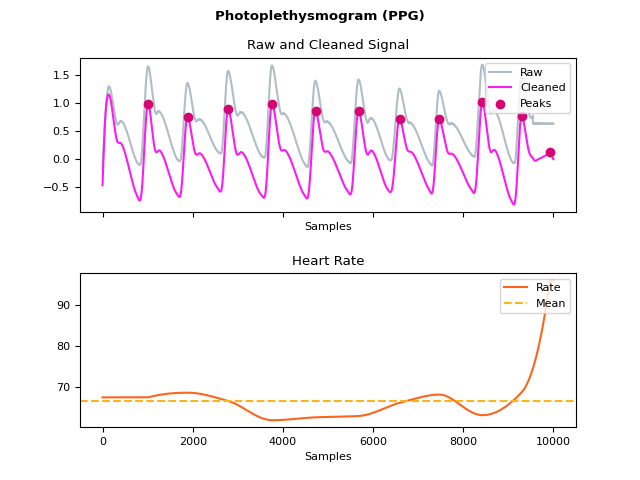 Photoplethysmogram (PPG)
Raw and Cleaned Signal
1.5
1.0
0.5
0.0
−0.5
Raw
Cleaned
Peaks
Samples
Heart Rate
90
80
70
Rate
Mean
0
2000
4000
6000
8000
10000
Samples